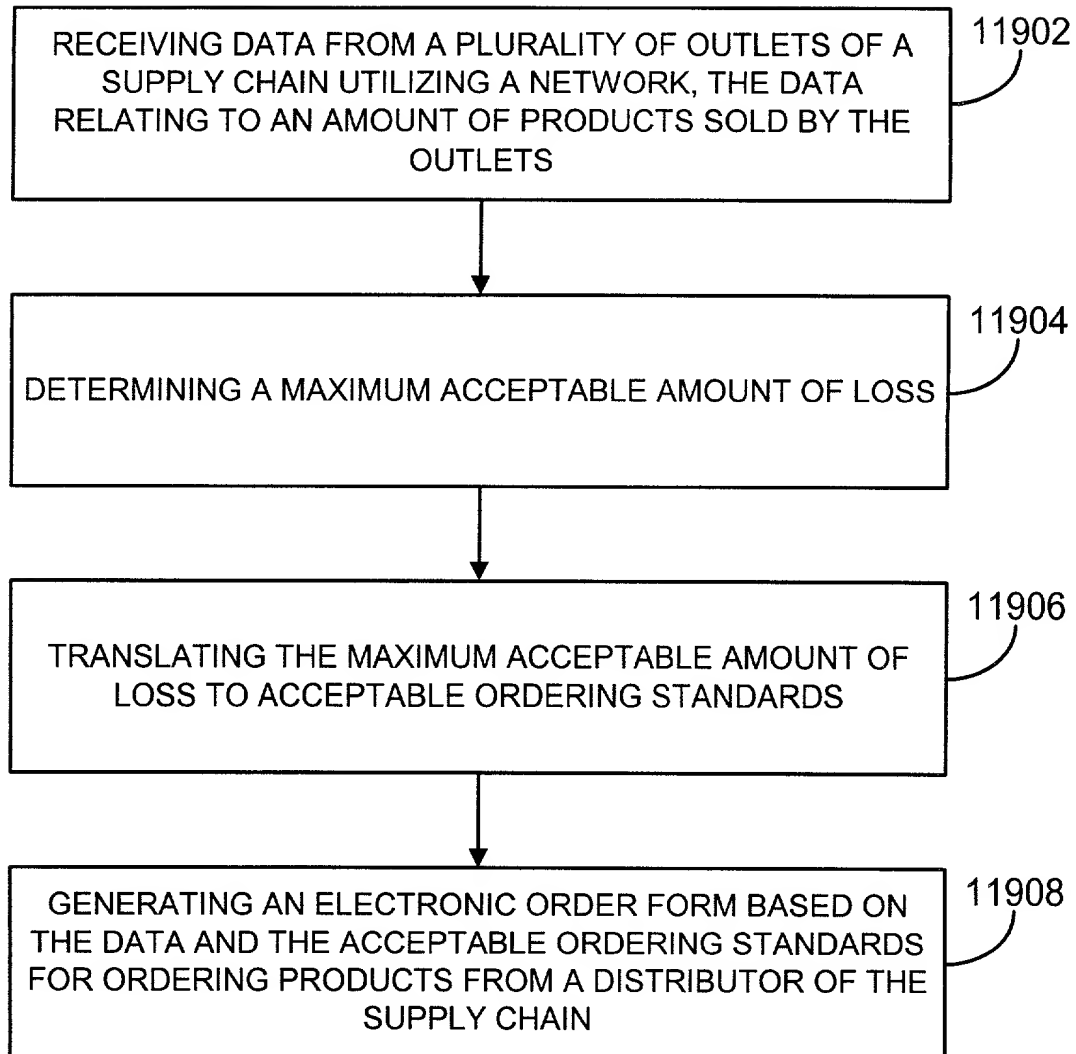 RECEIVING DATA FROM A PLURALITY OF OUTLETS OF A
SUPPLY CHAIN UTILIZING A NETWORK, THE DATA
RELATING TO AN AMOUNT OF PRODUCTS SOLD BY THE
OUTLETS
11902
DETERMINING A MAXIMUM ACCEPTABLE AMOUNT OF LOSS
11904
TRANSLATING THE MAXIMUM ACCEPTABLE AMOUNT OF
LOSS TO ACCEPTABLE ORDERING STANDARDS
11906
GENERATING AN ELECTRONIC ORDER FORM BASED ON
THE DATA AND THE ACCEPTABLE ORDERING STANDARDS
FOR ORDERING PRODUCTS FROM A DISTRIBUTOR OF THE
SUPPLY CHAIN
11908